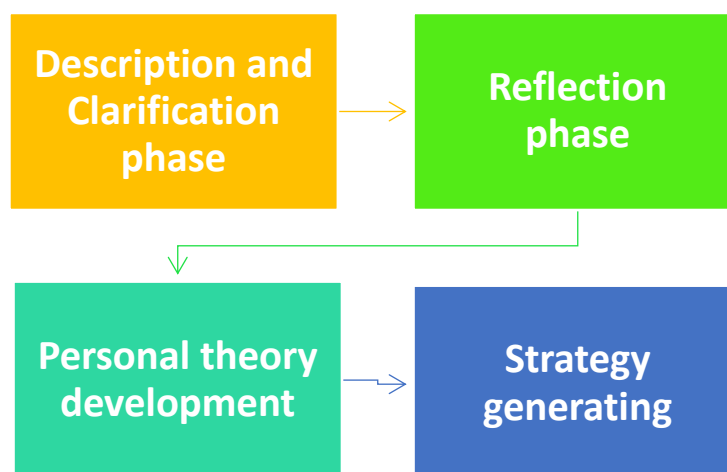 Description and
Clarification
phase
Reflection
phase
Personal theory
development
Strategy
generating